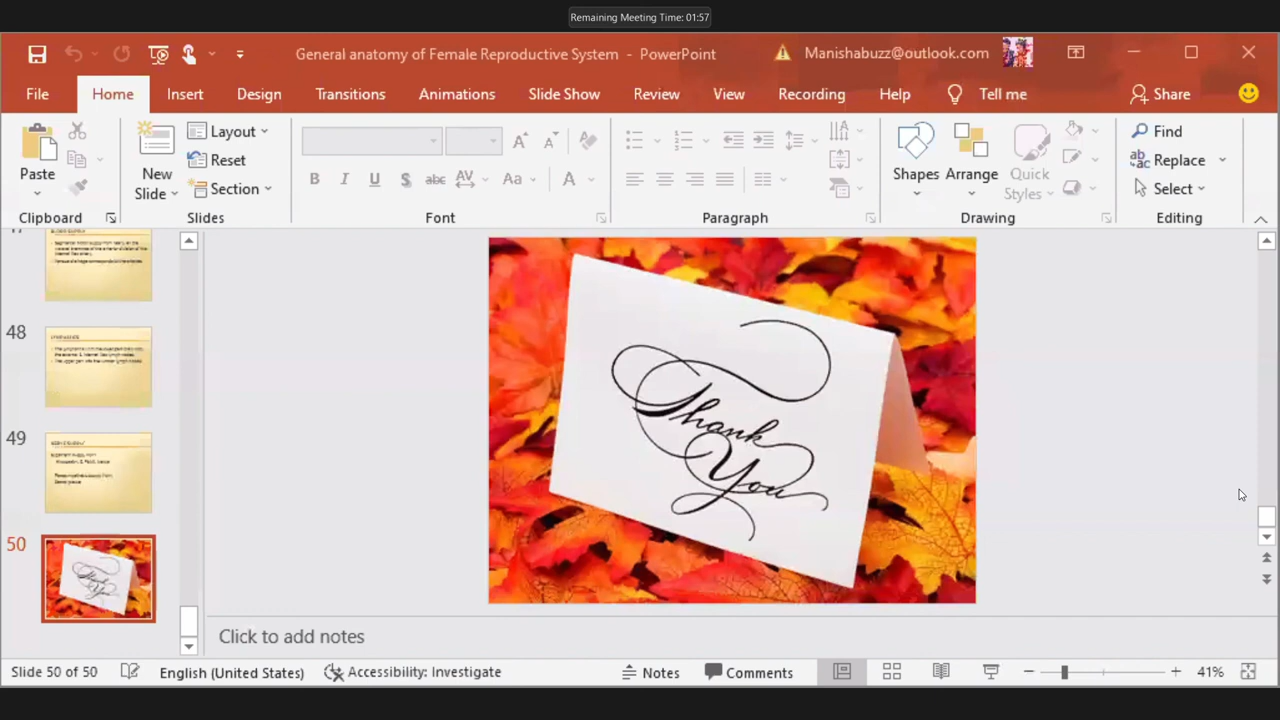 Remaining Meeting Time: 01:57
General anatomy of Female Reproductive System - PowerPoint
Manishabuzz@outlook.com
File Home Insert Design Transitions Animations Slide Show Review View Recording Help Tell me Share
Paste
New
Slide
Layout
Reset
Section
B I U S abc AV Aa A
Shapes
Arrange
Quick
Styles
Find
Replace
Select
Clipboard Slides Font Paragraph Drawing Editing
48
49
50
Thank
You
Click to add notes
Slide 50 of 50 English (United States) Accessibility: Investigate Notes Comments 41%